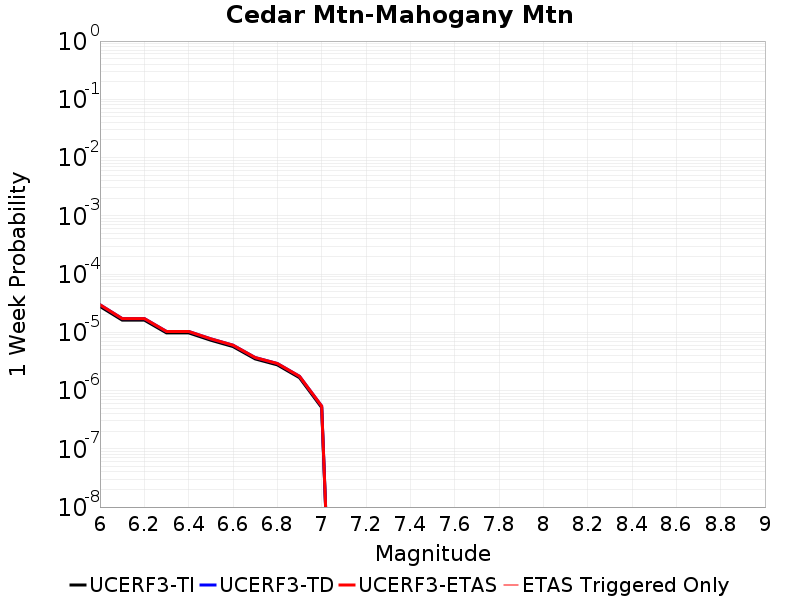 Cedar Mtn-Mahogany Mtn
1 Week Probability
10^0
10^-1
10^-2
10^-3
10^-4
10^-5
10^-6
10^-7
10^-8
6 6.2 6.4 6.6 6.8 7 7.2 7.4 7.6 7.8 8 8.2 8.4 8.6 8.8 9
Magnitude
UCERF3-TI UCERF3-TD UCERF3-ETAS ETAS Triggered Only